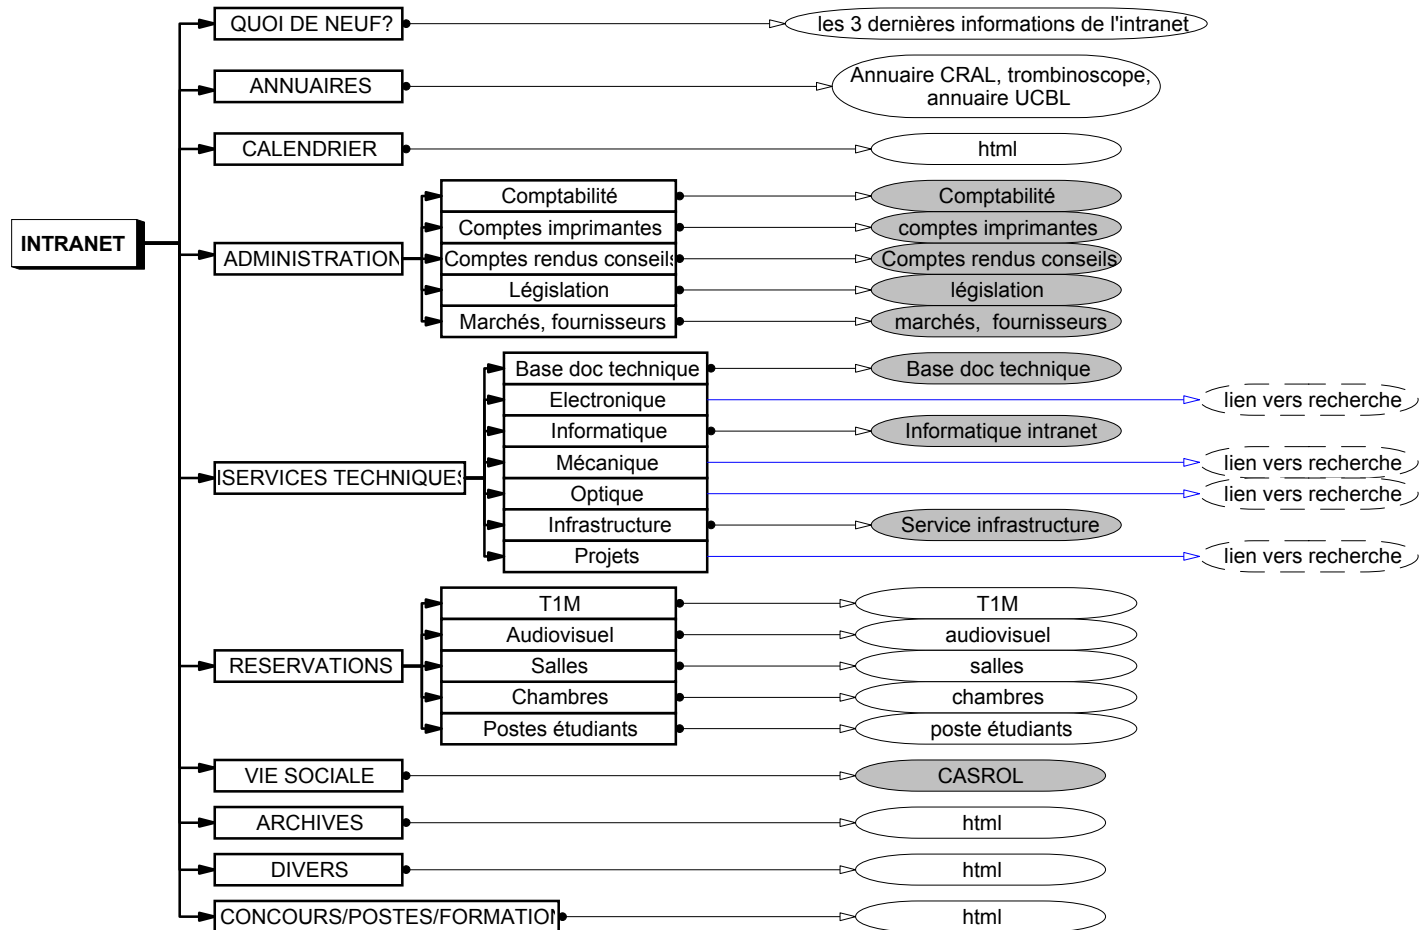 QUOI DE NEUF?
les 3 dernières informations de l'intranet
ANNUAIRES
Annuaire CRAL, trombinoscope,
annuaire UCBL
CALENDRIER
html
INTRANET
ADMINISTRATION
Comptabilité
Comptabilité
Comptes imprimantes
comptes imprimantes
Comptes rendus conseils
Comptes rendus conseils
Législation
législation
Marchés, fournisseurs
marchés, fournisseurs
ISERVICES TECHNIQUES
Base doc technique
Base doc technique
Electronique
lien vers recherche
Informatique
Informatique intranet
Mécanique
lien vers recherche
Optique
lien vers recherche
Infrastructure
Service infrastructure
Projets
lien vers recherche
RESERVATIONS
T1M
T1M
Audiovisuel
audiovisuel
Salles
salles
Chambres
chambres
Postes étudiants
poste étudiants
VIE SOCIALE
CASROL
ARCHIVES
html
DIVERS
html
CONCOURS/POSTES/FORMATION
html